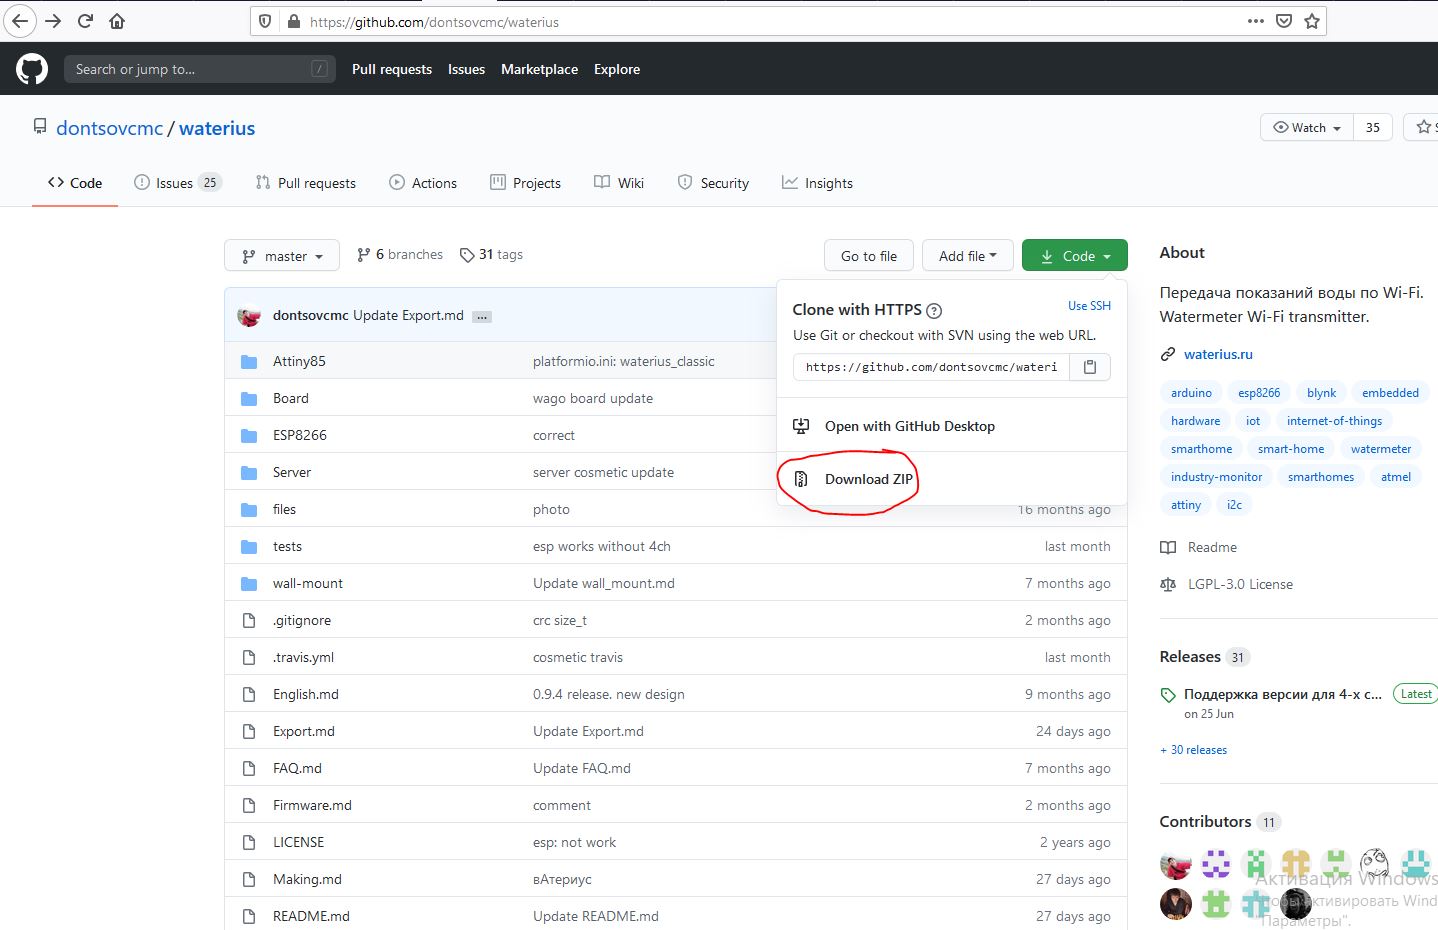 https://github.com/dontsovcmc/waterius
Search or jump to... /
Pull requests Issues Marketplace Explore
dontsovcmc / waterius
Watch 35
Code Issues 25 Pull requests Actions Projects Wiki Security Insights
master 6 branches 31 tags Go to file Add file Code
Clone with HTTPS ? Use SSH
Use Git or checkout with SVN using the web URL.
https://github.com/dontsovcmc/wateri
Open with GitHub Desktop
Download ZIP
dontsovcmc Update Export.md ...
Attiny85 platformio.ini: waterius_classic
Board wago board update
ESP8266 correct
Server server cosmetic update
files photo 16 months ago
tests esp works without 4ch last month
wall-mount Update wall_mount.md 7 months ago
.gitignore crc size_t 2 months ago
.travis.yml cosmetic travis last month
English.md 0.9.4 release. new design 9 months ago
Export.md Update Export.md 24 days ago
FAQ.md Update FAQ.md 7 months ago
Firmware.md comment 2 months ago
LICENSE esp: not work 2 years ago
Making.md вАтериус 27 days ago
README.md Update README.md 27 days ago
About
Передача показаний воды по Wi-Fi.
Watermeter Wi-Fi transmitter.
waterius.ru
arduino esp8266 blynk embedded
hardware iot internet-of-things
smarthome smart-home watermeter
industry-monitor smarthomes atmel
attiny i2c
Readme
LGPL-3.0 License
Releases 31
Поддержка версии для 4-х с... Latest
on 25 Jun
+ 30 releases
Contributors 11
Активация Windows
активировать Wind
"Параметры".